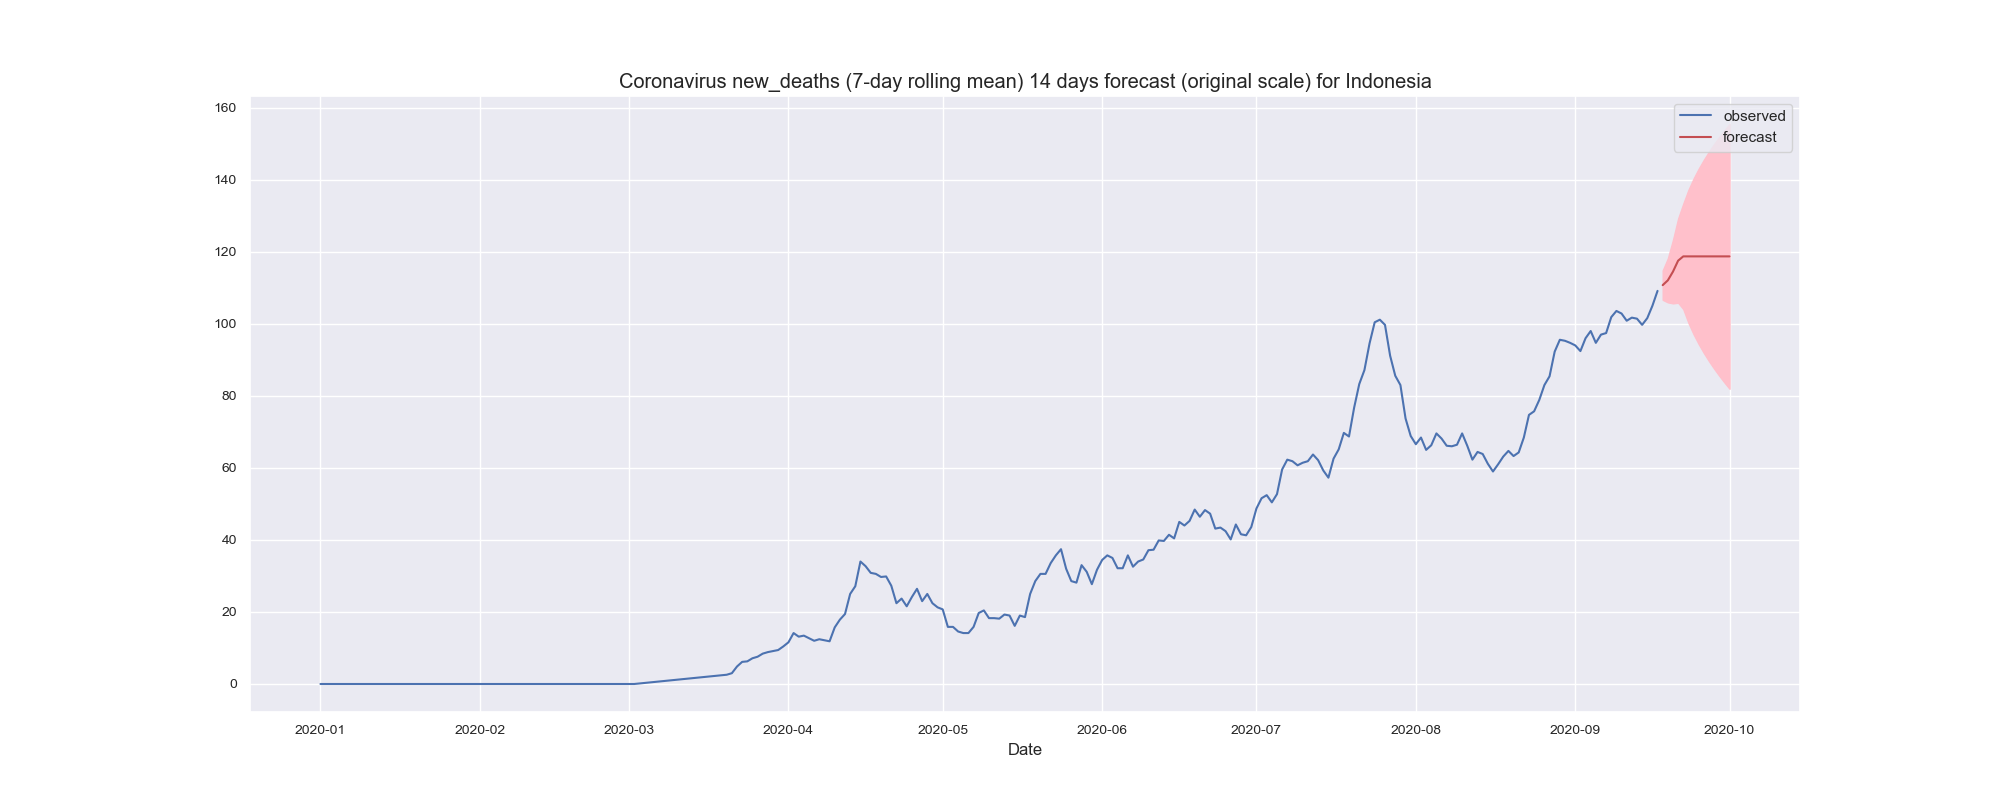 Coronavirus new_deaths (7-day rolling mean) 14 days forecast (original scale) for Indonesia
observed
forecast
160
140
120
100
80
60
40
20
0
2020-01 2020-02 2020-03 2020-04 2020-05 2020-06 2020-07 2020-08 2020-09 2020-10
Date